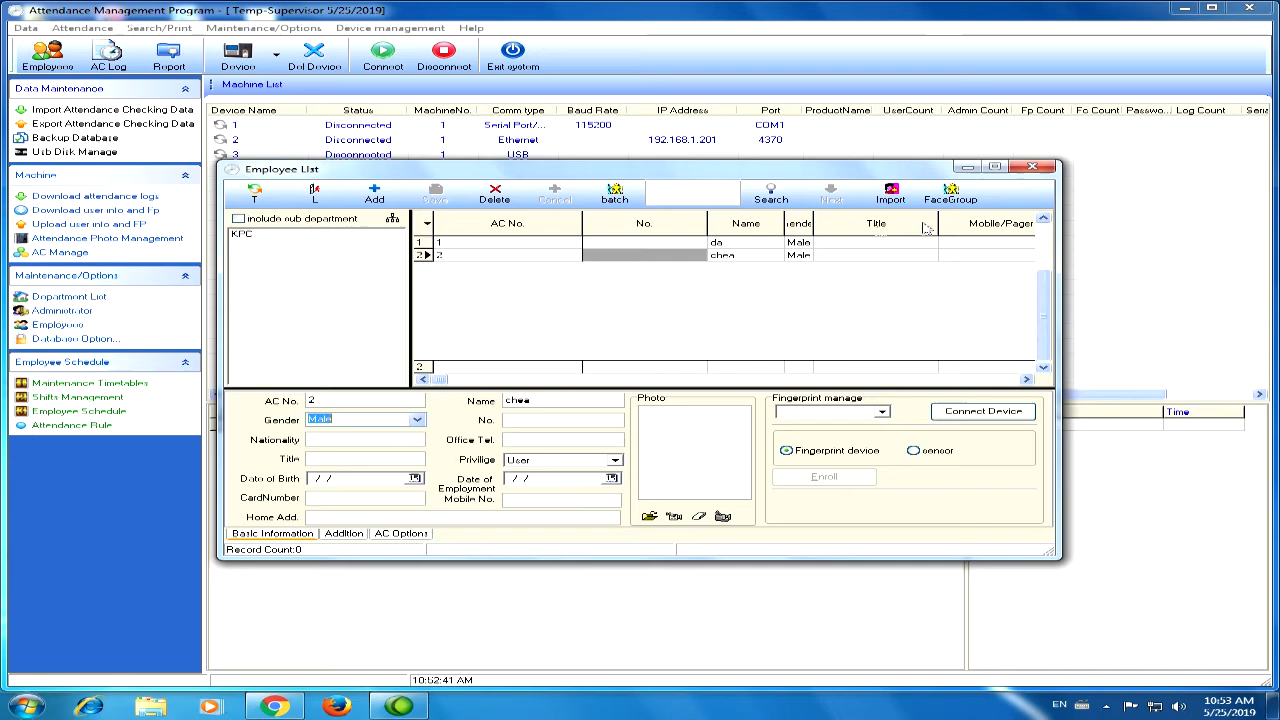 Attendance Management Program - [ Temp-Supervisor 5/25/2019]
Data Attendance Search/Print Maintenance/Options Device management Help
Employees AC Log Report Device Del Device Connect Disconnect Exit system
Data Maintenance
Import Attendance Checking Data
Export Attendance Checking Data
Backup Database
Usb Disk Manage
Machine
Download attendance logs
Download user info and Fp
Upload user info and FP
Attendance Photo Management
AC Manage
Maintenance/Options
Department List
Administrator
Employees
Database Option...
Employee Schedule
Maintenance Timetables
Shifts Management
Employee Schedule
Attendance Rule
Machine List
Device Name Status MachineNo. Comm type Baud Rate IP Address Port ProductName UserCount Admin Count Fp Count Fc Count Passwo... Log Count Seria
1 Disconnected 1 Serial Port/... 115200 COM1
2 Disconnected 1 Ethernet 192.168.1.201 4370
3 Disconnected 1 USB
Employee List
T L Add Save Delete Cancel batch Search Next Import FaceGroup
include sub department
KPC
AC No. No. Name ende Title Mobile/Pager
1 1 da Male
2 2 chea Male
2
AC No. 2 Name chea
Gender Male No.
Nationality Office Tel.
Title Privilige User
Date of Birth / / Date of Employment / /
CardNumber Mobile No.
Home Add.
Photo
Fingerprint manage
Connect Device
Fingerprint device sensor
Enroll
Basic Information Addition AC Options
Record Count:0
Time
10:52:41 AM
EN
10:53 AM
5/25/2019